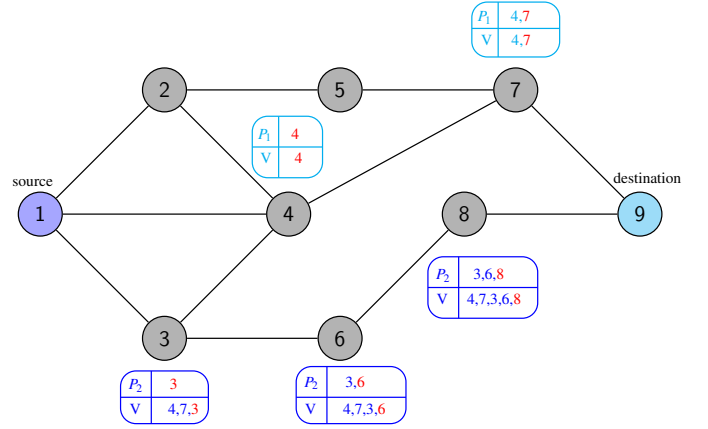 P1 4,7
V 4,7
2
5
7
P1 4
V 4
source
destination
1
4
8
9
P2 3,6,8
V 4,7,3,6,8
3
6
P2 3
V 4,7,3
P2 3,6
V 4,7,3,6